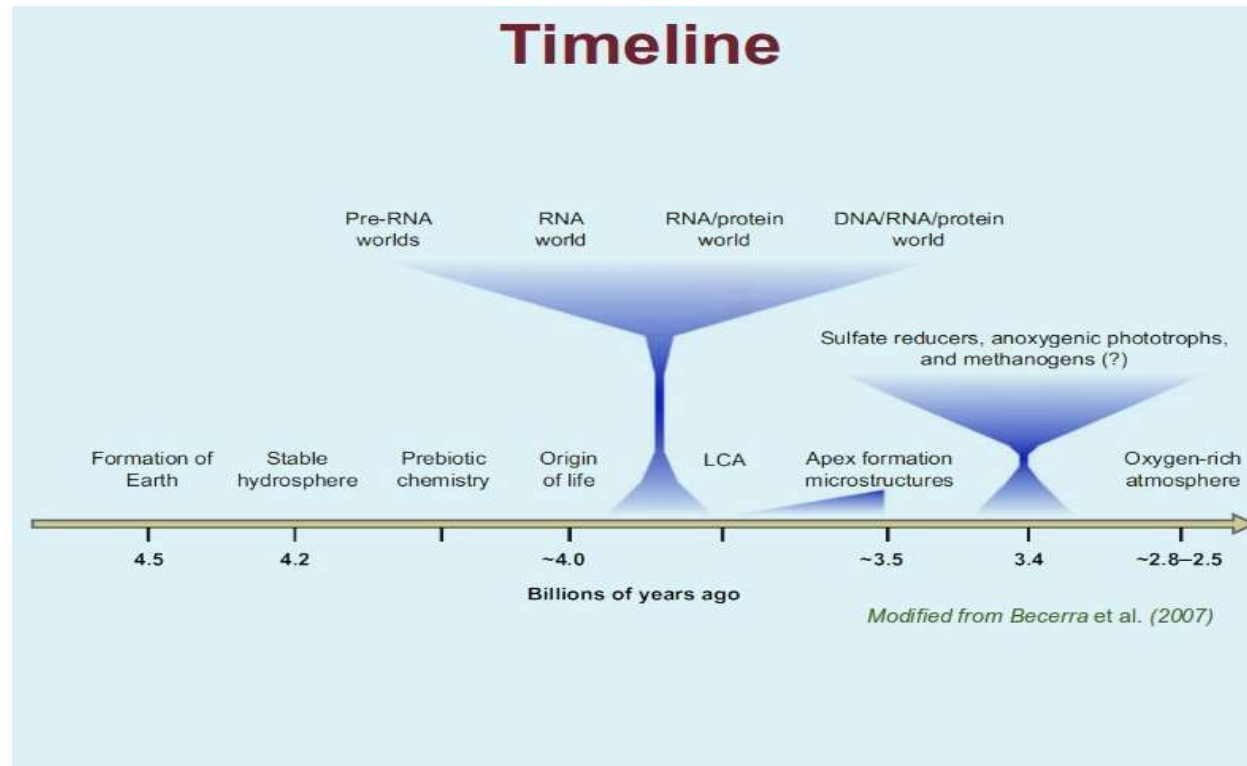 Timeline
Pre-RNA
worlds
RNA
world
RNA/protein
world
DNA/RNA/protein
world
Sulfate reducers, anoxygenic phototrophs,
and methanogens (?)
Formation of
Earth
Stable
hydrosphere
Prebiotic
chemistry
Origin
of life
LCA
Apex formation
microstructures
Oxygen-rich
atmosphere
4.5
4.2
~4.0
~3.5
3.4
~2.8–2.5
Billions of years ago
Modified from Becerra et al. (2007)